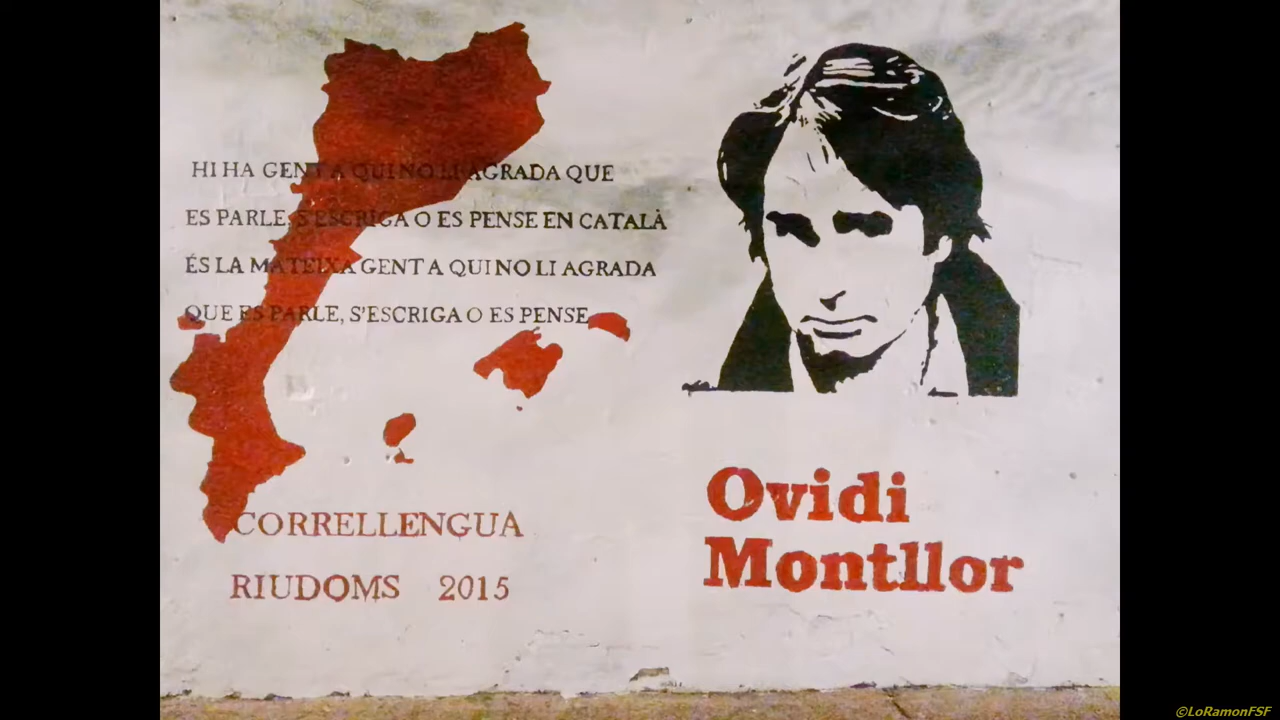 HI HA GENT A QUI NO LI AGRADA QUE
ES PARLE, S'ESCRIGA O ES PENSE EN CATALÀ
ÉS LA MATEIXA GENT A QUI NO LI AGRADA
QUE ES PARLE, S'ESCRIGA O ES PENSE
CORRELLENGUA
RIUDOMS 2015
Ovidi
Montllor
©LoRamonFSF